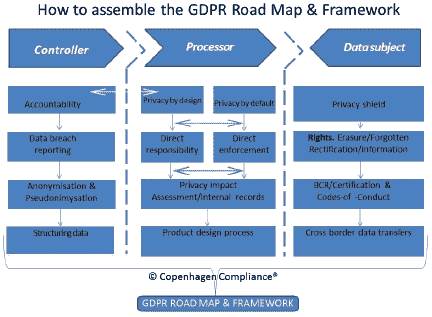 How to assemble the GDPR Road Map & Framework
Controller
Processor
Data subject
Accountability
Privacy by design
Privacy by default
Privacy shield
Data breach
reporting
Direct
responsibility
Direct
enforcement
Rights. Erasure/Forgotten
Rectification/Information
Anonymisation &
Pseudonimysation
Privacy impact
Assessment/internal records
BCR/Certification &
Codes-of -Conduct
Structuring data
Product design process
Cross border data transfers
© Copenhagen Compliance®
GDPR ROAD MAP & FRAMEWORK